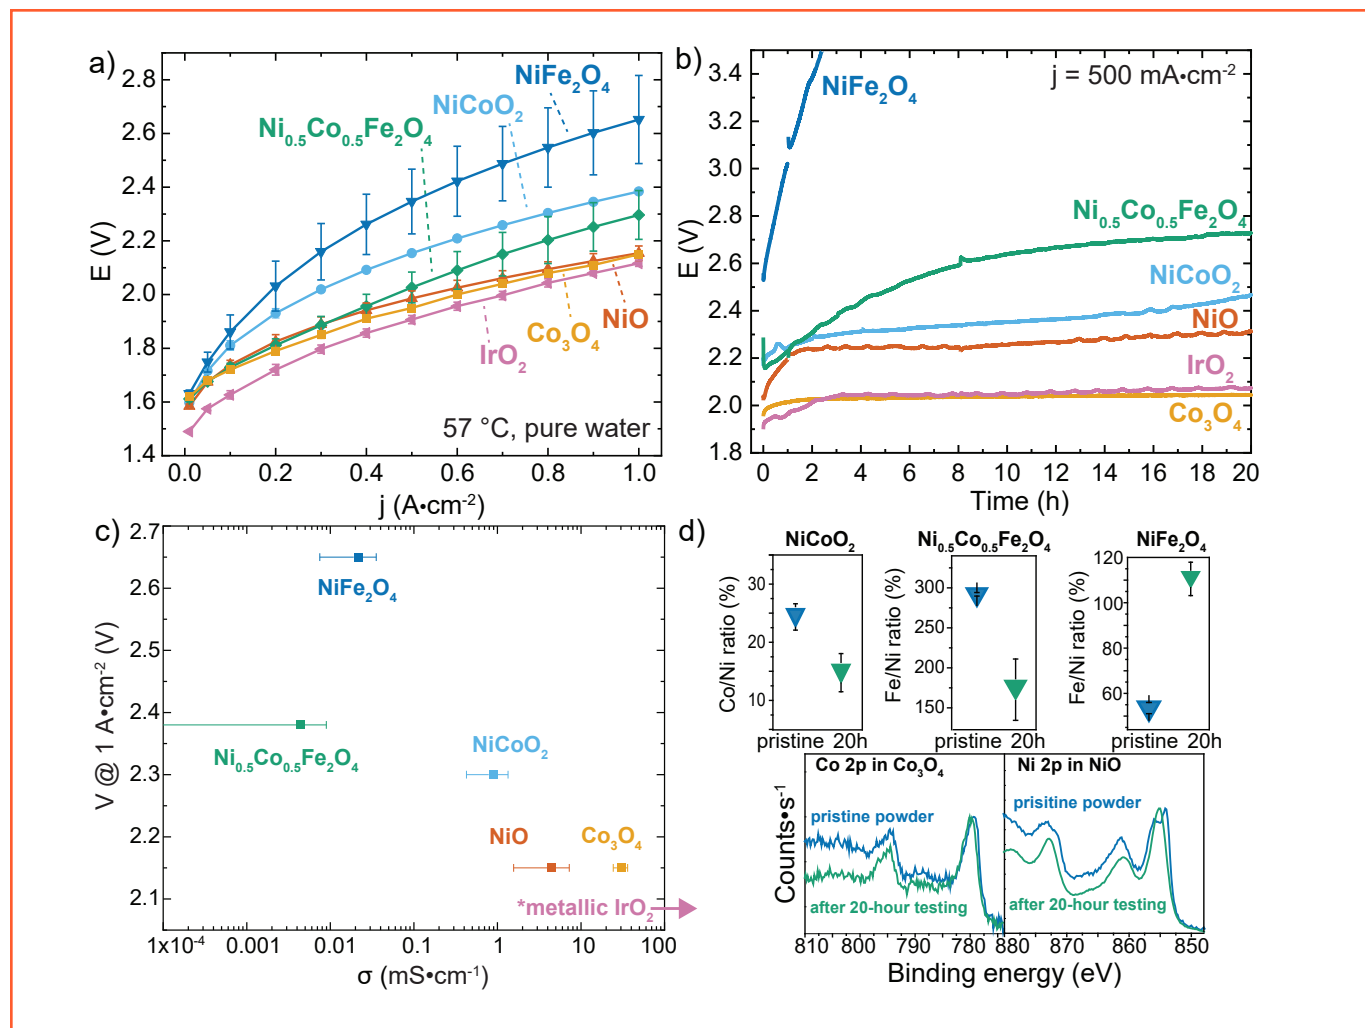 a)
E (V)
2.8
2.6
2.4
2.2
2.0
1.8
1.6
1.4
NiFe₂O₄
NiCoO₂
Ni₀.₅Co₀.₅Fe₂O₄
NiO
Co₃O₄
IrO₂
57 °C, pure water
0.0 0.2 0.4 0.6 0.8 1.0
j (A•cm⁻²)
b)
E (V)
3.4
3.2
3.0
2.8
2.6
2.4
2.2
2.0
1.8
j = 500 mA•cm⁻²
NiFe₂O₄
Ni₀.₅Co₀.₅Fe₂O₄
NiCoO₂
NiO
IrO₂
Co₃O₄
0 2 4 6 8 10 12 14 16 18 20
Time (h)
c)
V @ 1 A•cm⁻² (V)
2.7
2.6
2.5
2.4
2.3
2.2
2.1
NiFe₂O₄
Ni₀.₅Co₀.₅Fe₂O₄
NiCoO₂
NiO
Co₃O₄
*metallic IrO₂
1x10⁻⁴ 0.001 0.01 0.1 1 10 100
σ (mS•cm⁻¹)
d)
NiCoO₂
Co/Ni ratio (%)
30
20
10
pristine 20h
Ni₀.₅Co₀.₅Fe₂O₄
Fe/Ni ratio (%)
300
250
200
150
pristine 20h
NiFe₂O₄
Fe/Ni ratio (%)
120
100
80
60
pristine 20h
Counts•s⁻¹
Co 2p in Co₃O₄
pristine powder
after 20-hour testing
810 800 790 780
Ni 2p in NiO
prisitine powder
after 20-hour testing
880 870 860 850
Binding energy (eV)